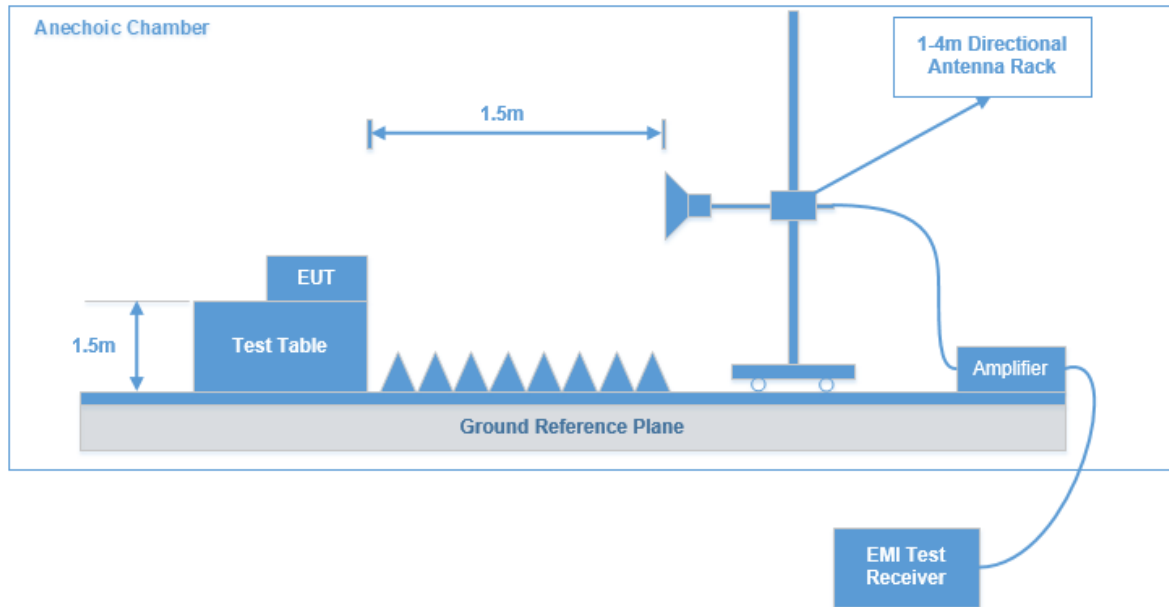 Anechoic Chamber
1-4m Directional
Antenna Rack
1.5m
EUT
1.5m
Test Table
Amplifier
Ground Reference Plane
EMI Test
Receiver